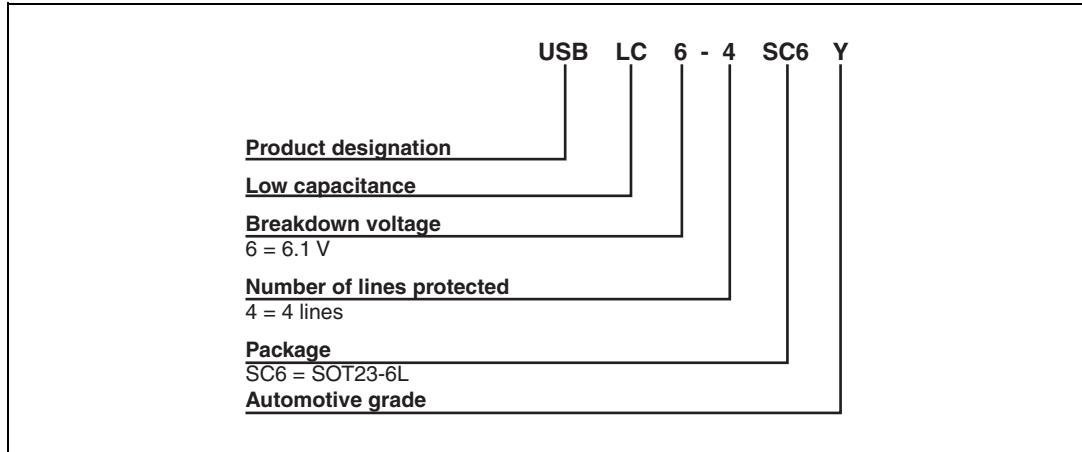 USB LC 6 - 4 SC6 Y
Product designation
Low capacitance
Breakdown voltage
6 = 6.1 V
Number of lines protected
4 = 4 lines
Package
SC6 = SOT23-6L
Automotive grade